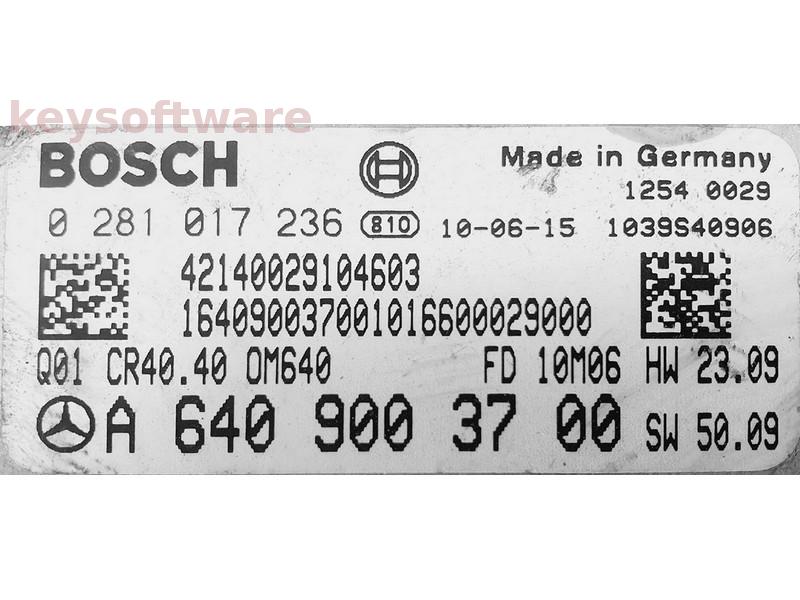 keysoftware
BOSCH Made in Germany
1254 0029
0 281 017 236 810 10-06-15 1039S40906
42140029104603
164090037001016600029000
Q01 CR40.40 OM640 FD 10M06 HW 23.09
A 640 900 37 00 SW 50.09